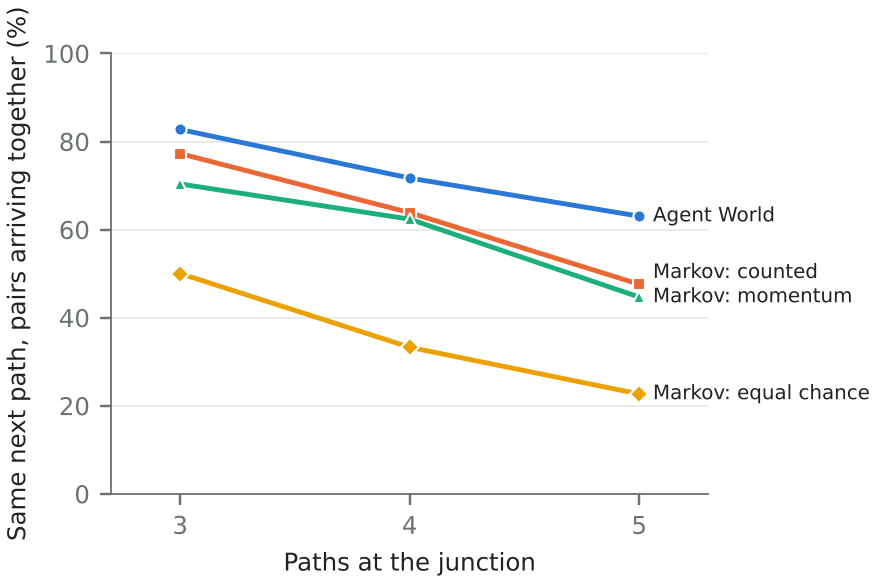 Same next path, pairs arriving together (%)
100
80
60
40
20
0
3
4
5
Paths at the junction
Agent World
Markov: counted
Markov: momentum
Markov: equal chance